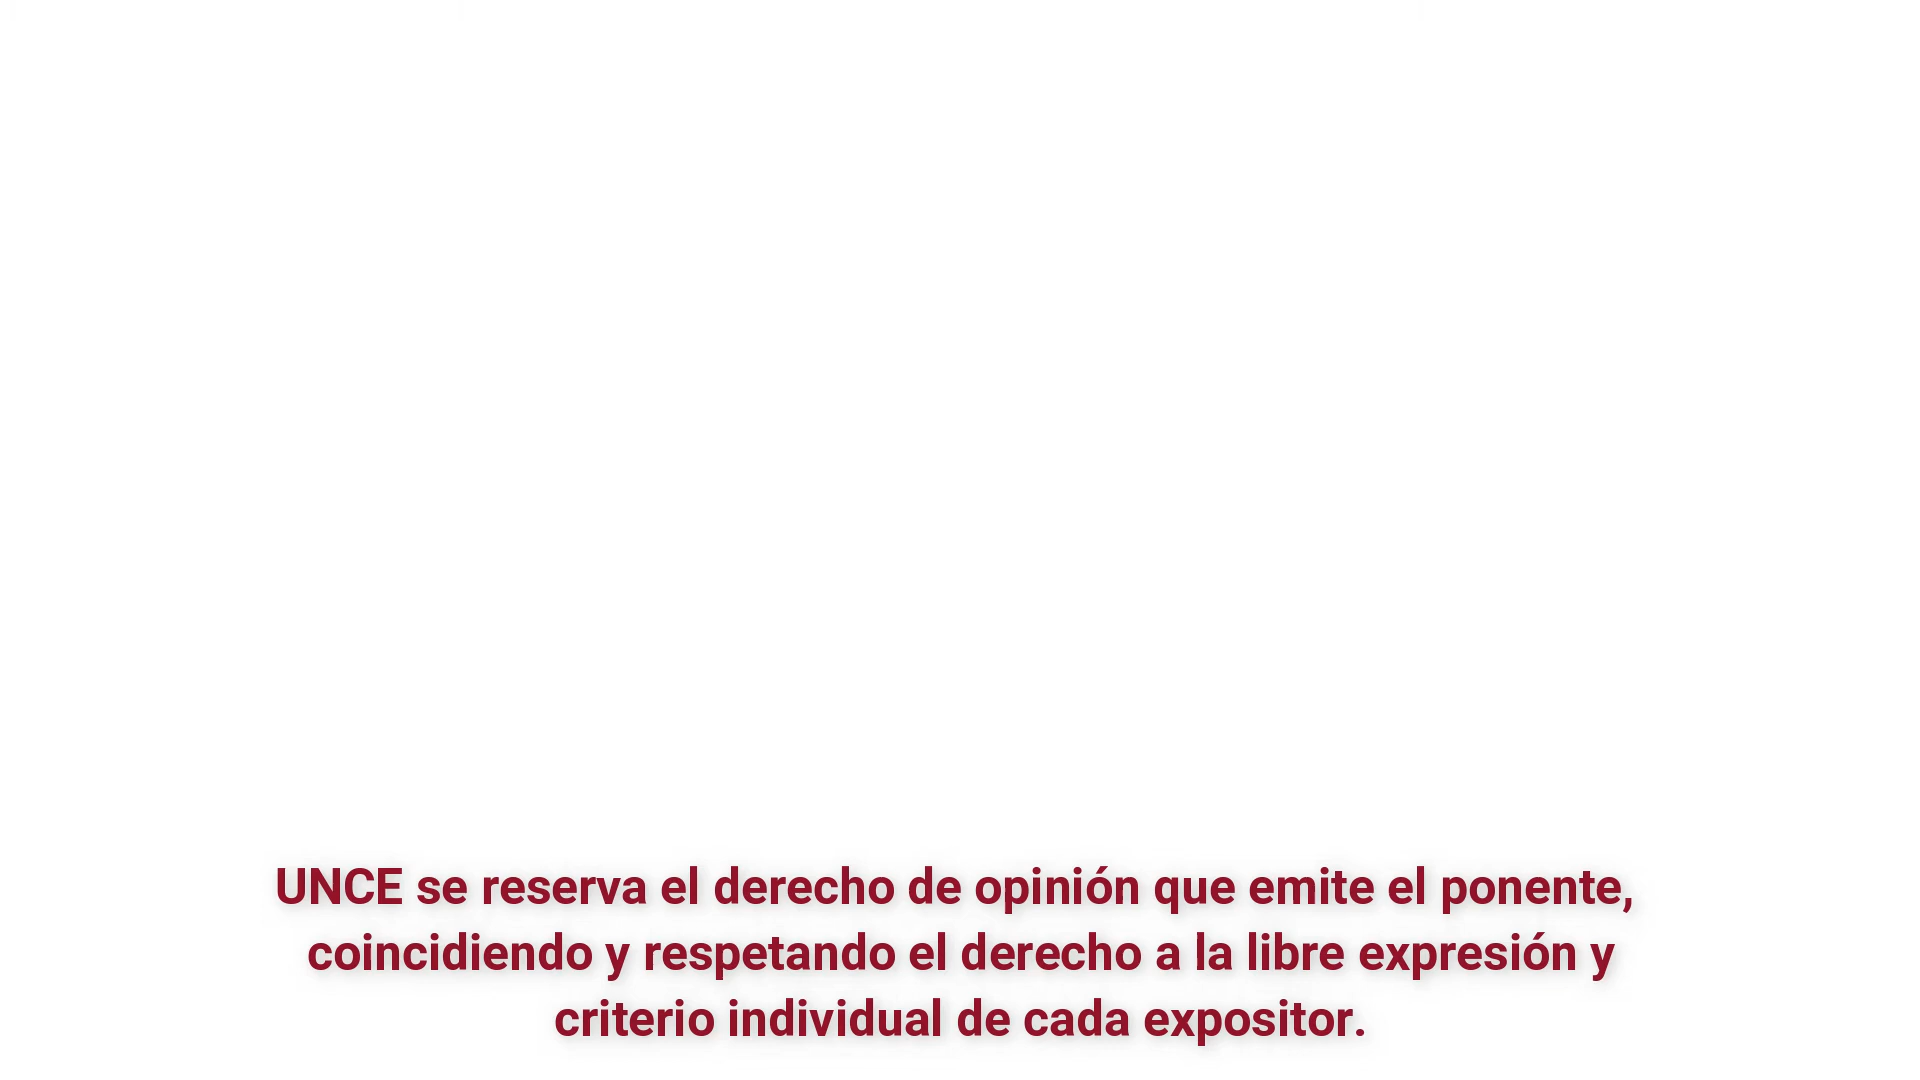 UNCE se reserva el derecho de opinión que emite el ponente,
coincidiendo y respetando el derecho a la libre expresión y
criterio individual de cada expositor.